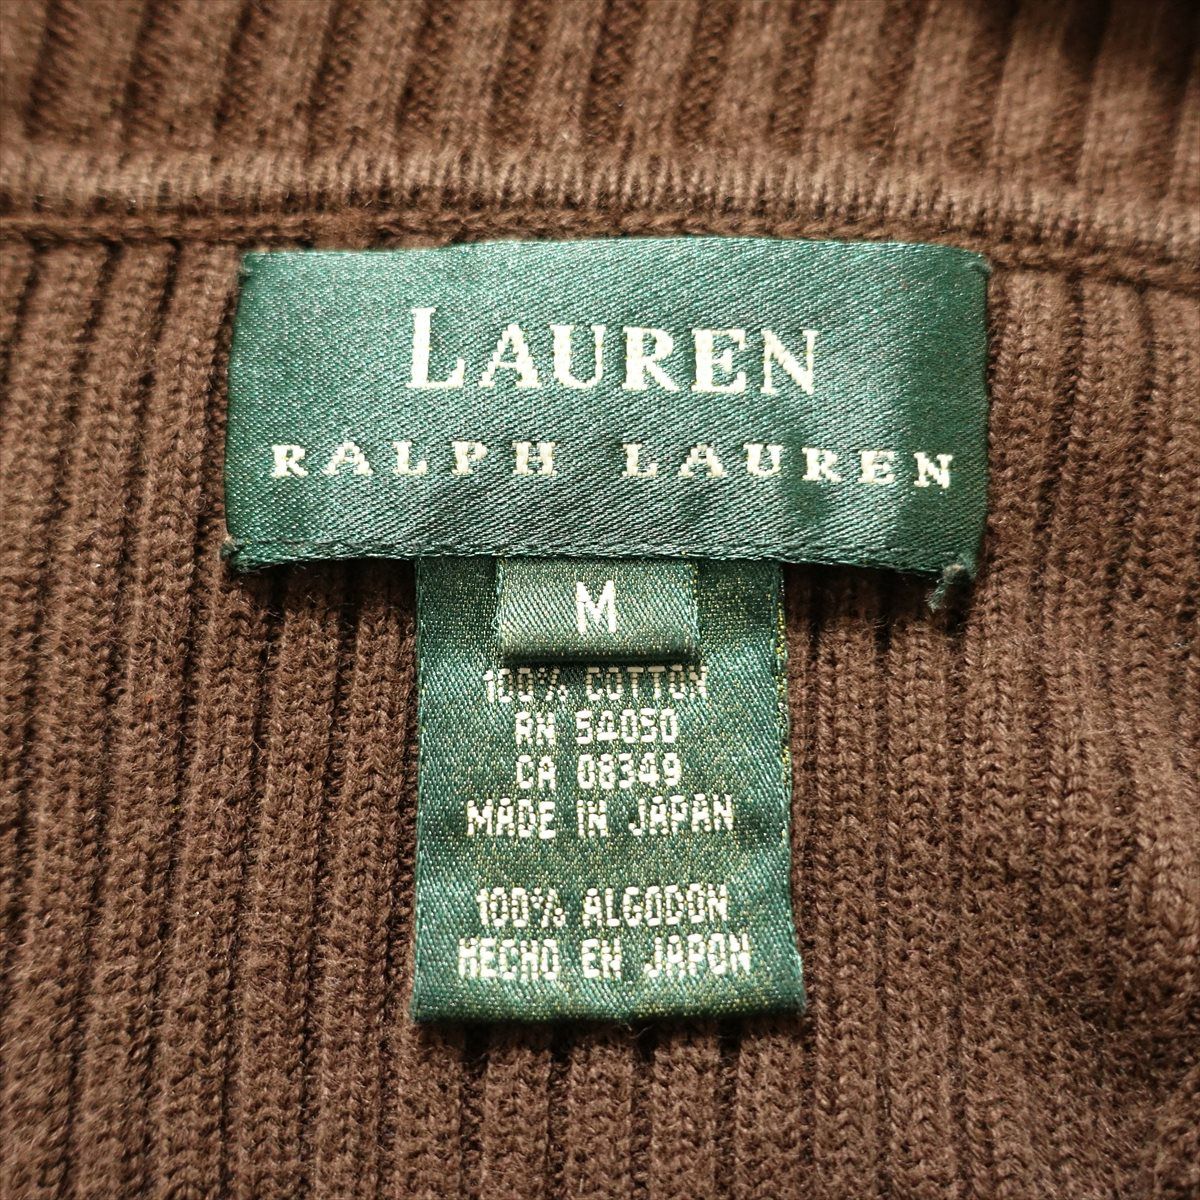 LAUREN
RALPH LAUREN
M
100% COTTON
RN 54050
CA 08349
MADE IN JAPAN
100% ALGODON
HECHO EN JAPON